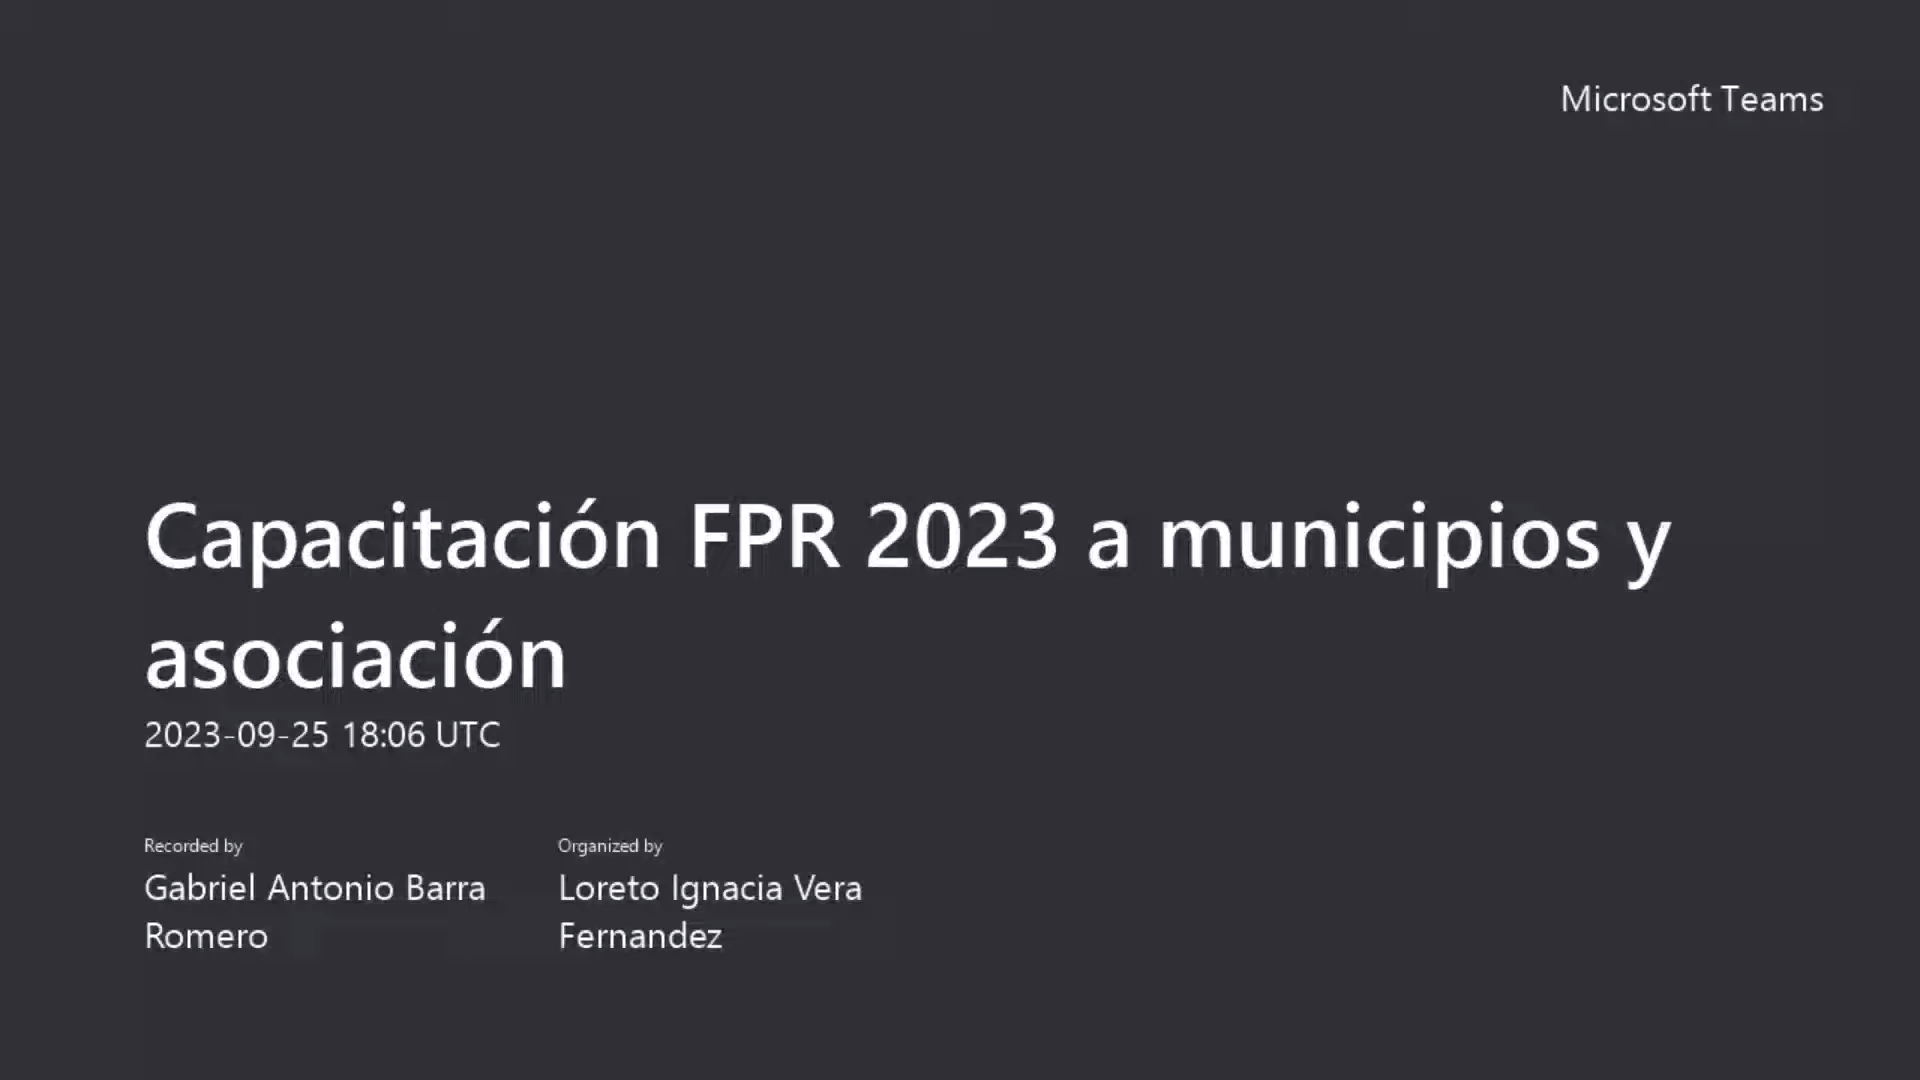 Microsoft Teams
Capacitación FPR 2023 a municipios y
asociación
2023-09-25 18:06 UTC
Recorded by
Gabriel Antonio Barra
Romero
Organized by
Loreto Ignacia Vera
Fernandez